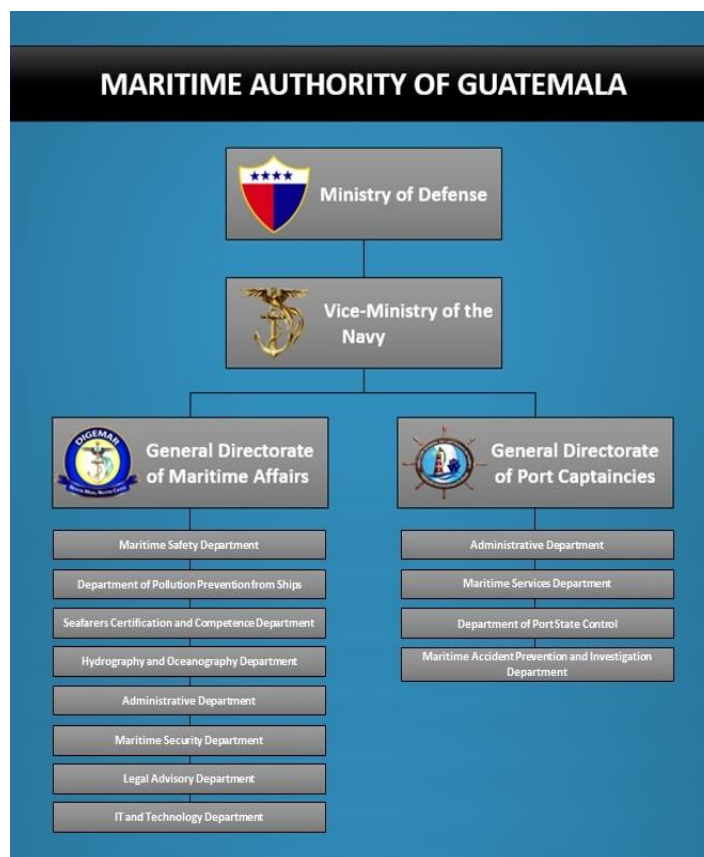 MARITIME AUTHORITY OF GUATEMALA
Ministry of Defense
Vice-Ministry of the
Navy
DIGEMAR
General Directorate
of Maritime Affairs
General Directorate
of Port Captaincies
Maritime Safety Department
Department of Pollution Prevention from Ships
Seafarers Certification and Competence Department
Hydrography and Oceanography Department
Administrative Department
Maritime Security Department
Legal Advisory Department
IT and Technology Department
Administrative Department
Maritime Services Department
Department of Port State Control
Maritime Accident Prevention and Investigation
Department